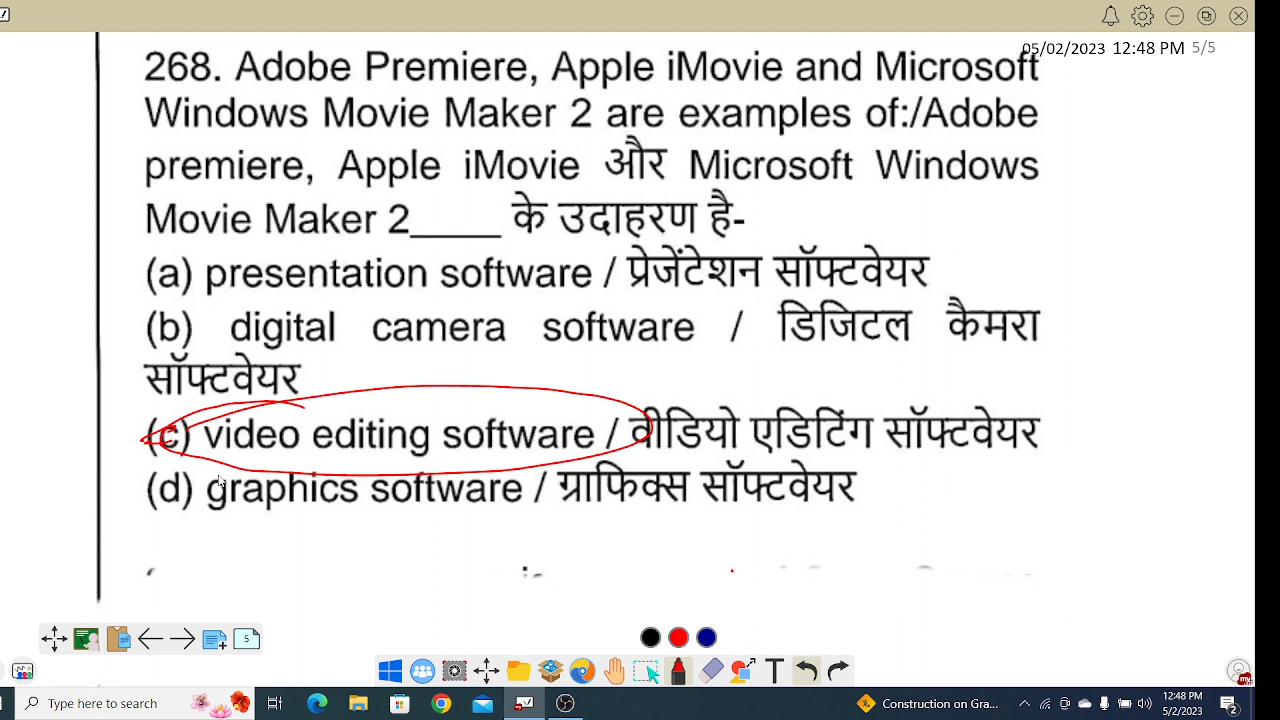 05/02/2023 12:48 PM 5/5
268. Adobe Premiere, Apple iMovie and Microsoft
Windows Movie Maker 2 are examples of:/Adobe
premiere, Apple iMovie और Microsoft Windows
Movie Maker 2____ के उदाहरण है-
(a) presentation software / प्रेजेंटेशन सॉफ्टवेयर
(b) digital camera software / डिजिटल कैमरा
सॉफ्टवेयर
(c) video editing software / वीडियो एडिटिंग सॉफ्टवेयर
(d) graphics software / ग्राफिक्स सॉफ्टवेयर
5
Type here to search
Construction on Gra...
12:48 PM
5/2/2023
2